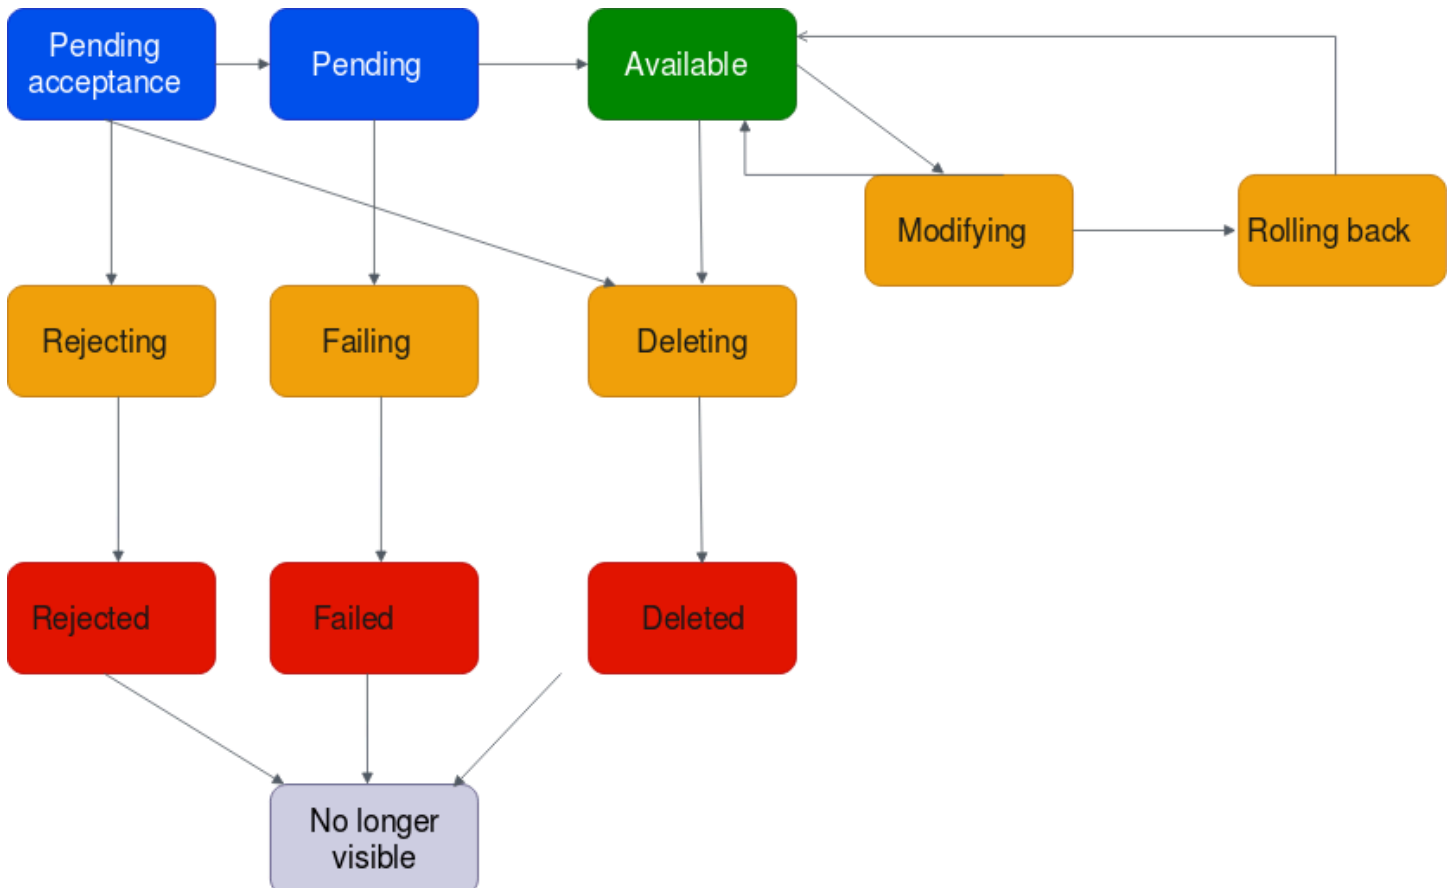 Pending
acceptance
Pending
Available
Modifying
Rolling back
Rejecting
Failing
Deleting
Rejected
Failed
Deleted
No longer
visible